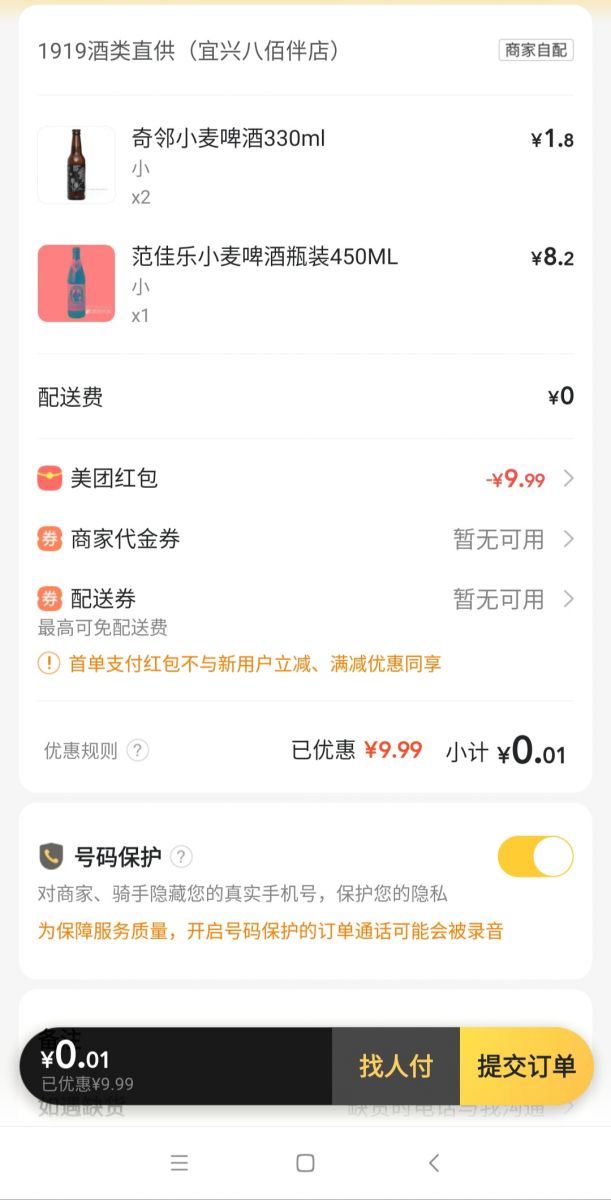 1919酒类直供（宜兴八佰伴店）
商家自配
奇邻小麦啤酒330ml
¥1.8
小
x2
范佳乐小麦啤酒瓶装450ML
¥8.2
小
x1
配送费
¥0
美团红包
-¥9.99
券 商家代金券
暂无可用
券 配送券
暂无可用
最高可免配送费
首单支付红包不与新用户立减、满减优惠同享
优惠规则 ?
已优惠 ¥9.99 小计 ¥0.01
号码保护 ?
对商家、骑手隐藏您的真实手机号，保护您的隐私
为保障服务质量，开启号码保护的订单通话可能会被录音
备注
¥0.01
已优惠¥9.99
找人付
提交订单
如遇缺货
缺货时电话与我沟通